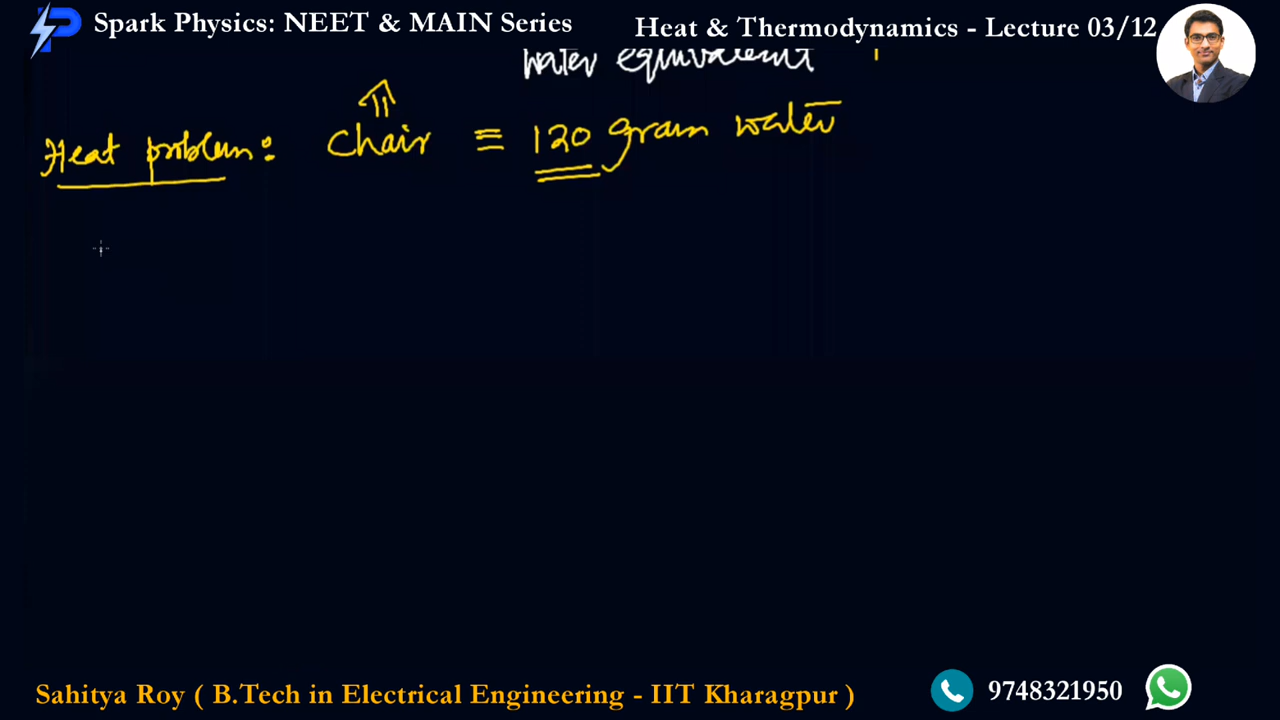 Spark Physics: NEET & MAIN Series
Heat & Thermodynamics - Lecture 03/12
water equivalent
Heat problem: Chair ≡ 120 gram water
Sahitya Roy ( B.Tech in Electrical Engineering - IIT Kharagpur )
9748321950